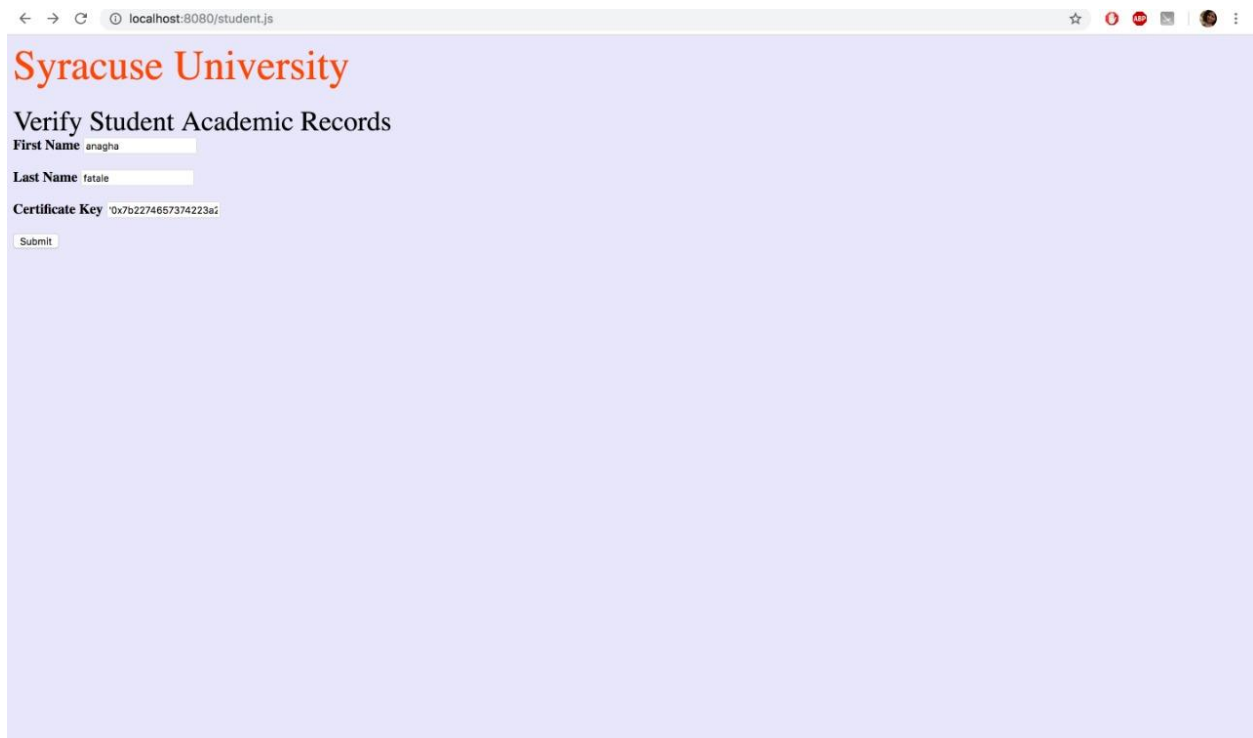 localhost:8080/student.js
ABP
Syracuse University
Verify Student Academic Records
First Name anagha
Last Name fatale
Certificate Key '0x7b2274657374223a2
Submit